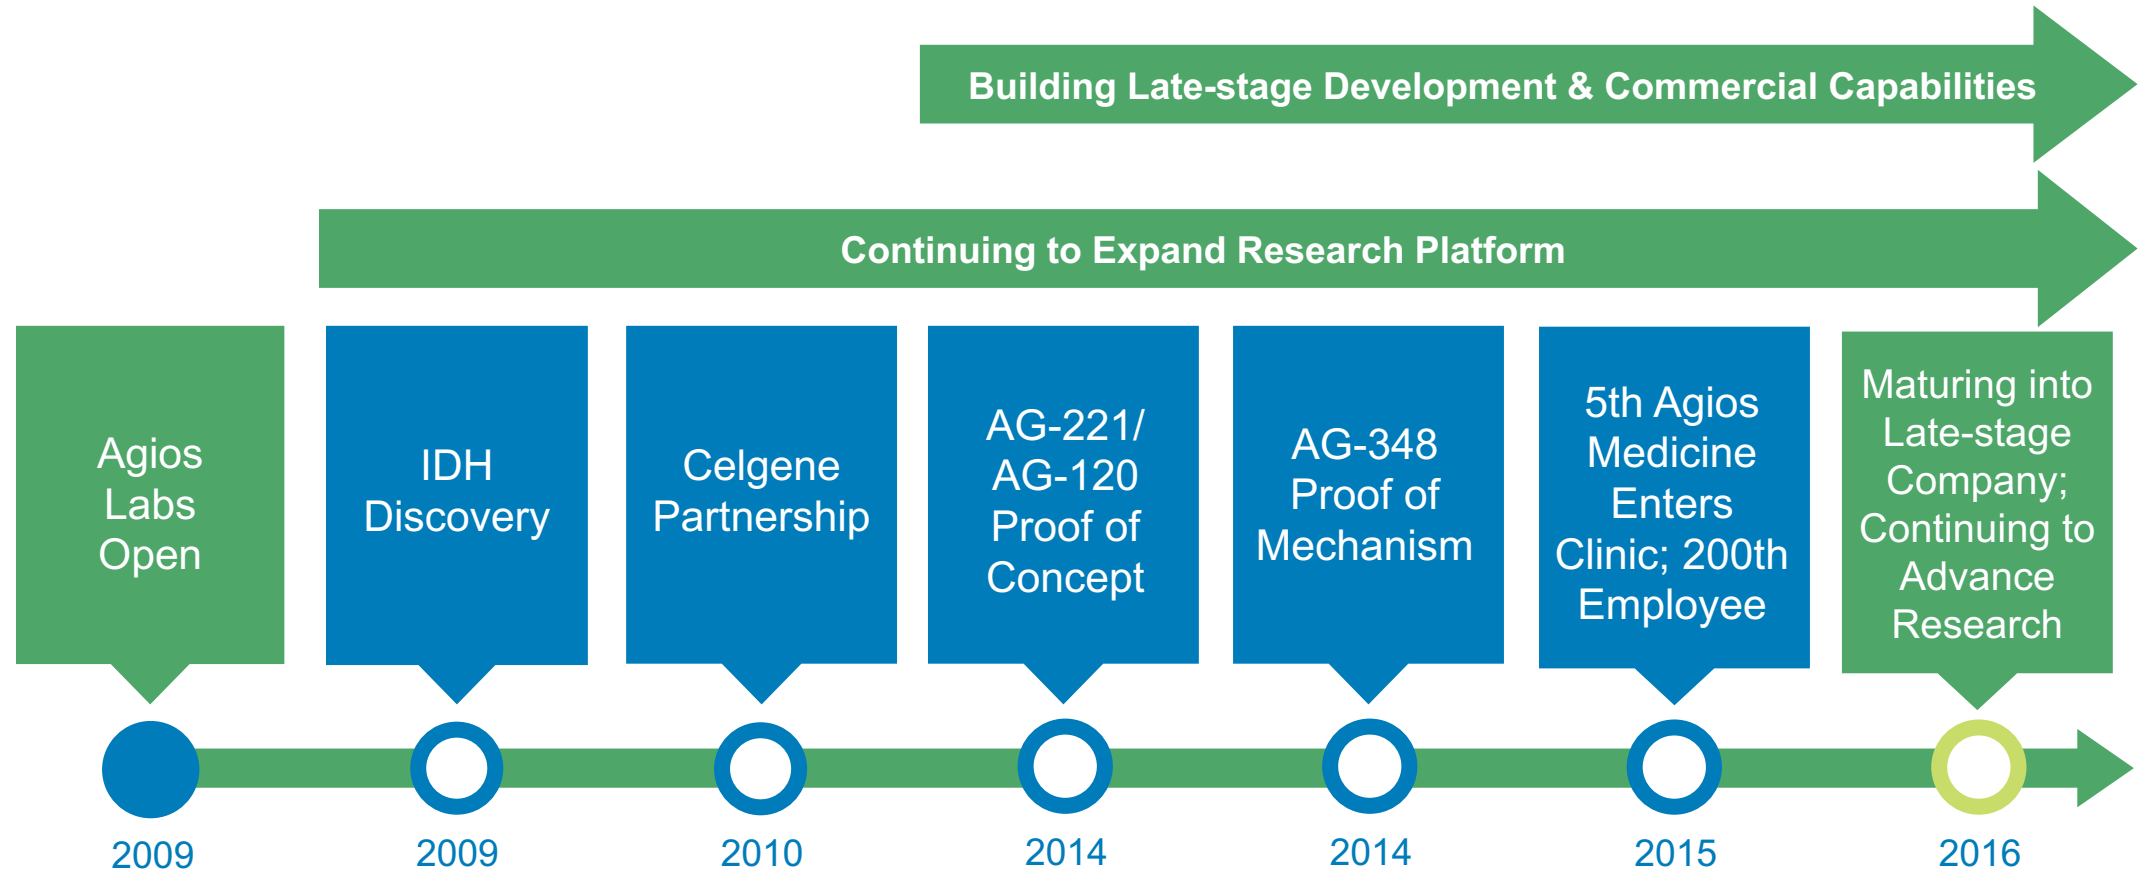 Building Late-stage Development & Commercial Capabilities
Continuing to Expand Research Platform
Agios
Labs
Open
IDH
Discovery
Celgene
Partnership
AG-221/
AG-120
Proof of
Concept
AG-348
Proof of
Mechanism
5th Agios
Medicine
Enters
Clinic; 200th
Employee
Maturing into
Late-stage
Company;
Continuing to
Advance
Research
2009
2009
2010
2014
2014
2015
2016